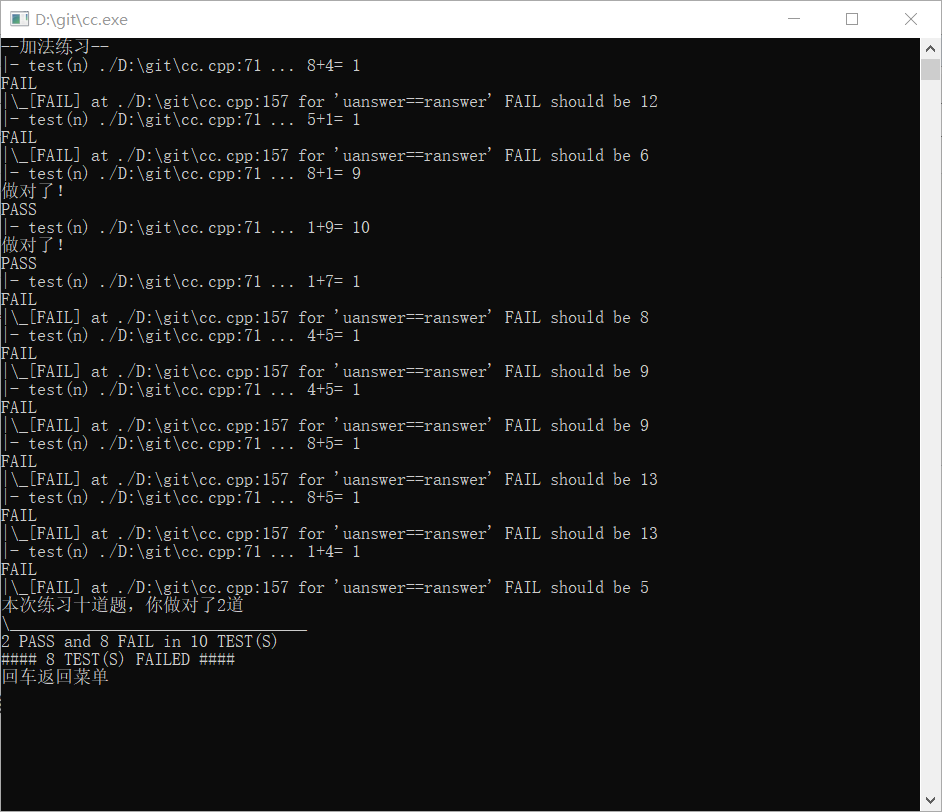 D:\git\cc.exe
--加法练习--
|- test(n) ./D:\git\cc.cpp:71 ... 8+4= 1
FAIL
|\_[FAIL] at ./D:\git\cc.cpp:157 for 'uanswer==ranswer' FAIL should be 12
|- test(n) ./D:\git\cc.cpp:71 ... 5+1= 1
FAIL
|\_[FAIL] at ./D:\git\cc.cpp:157 for 'uanswer==ranswer' FAIL should be 6
|- test(n) ./D:\git\cc.cpp:71 ... 8+1= 9
做对了!
PASS
|- test(n) ./D:\git\cc.cpp:71 ... 1+9= 10
做对了!
PASS
|- test(n) ./D:\git\cc.cpp:71 ... 1+7= 1
FAIL
|\_[FAIL] at ./D:\git\cc.cpp:157 for 'uanswer==ranswer' FAIL should be 8
|- test(n) ./D:\git\cc.cpp:71 ... 4+5= 1
FAIL
|\_[FAIL] at ./D:\git\cc.cpp:157 for 'uanswer==ranswer' FAIL should be 9
|- test(n) ./D:\git\cc.cpp:71 ... 4+5= 1
FAIL
|\_[FAIL] at ./D:\git\cc.cpp:157 for 'uanswer==ranswer' FAIL should be 9
|- test(n) ./D:\git\cc.cpp:71 ... 8+5= 1
FAIL
|\_[FAIL] at ./D:\git\cc.cpp:157 for 'uanswer==ranswer' FAIL should be 13
|- test(n) ./D:\git\cc.cpp:71 ... 8+5= 1
FAIL
|\_[FAIL] at ./D:\git\cc.cpp:157 for 'uanswer==ranswer' FAIL should be 13
|- test(n) ./D:\git\cc.cpp:71 ... 1+4= 1
FAIL
|\_[FAIL] at ./D:\git\cc.cpp:157 for 'uanswer==ranswer' FAIL should be 5
本次练习十道题，你做对了2道
\_________________________________
2 PASS and 8 FAIL in 10 TEST(S)
#### 8 TEST(S) FAILED ####
回车返回菜单